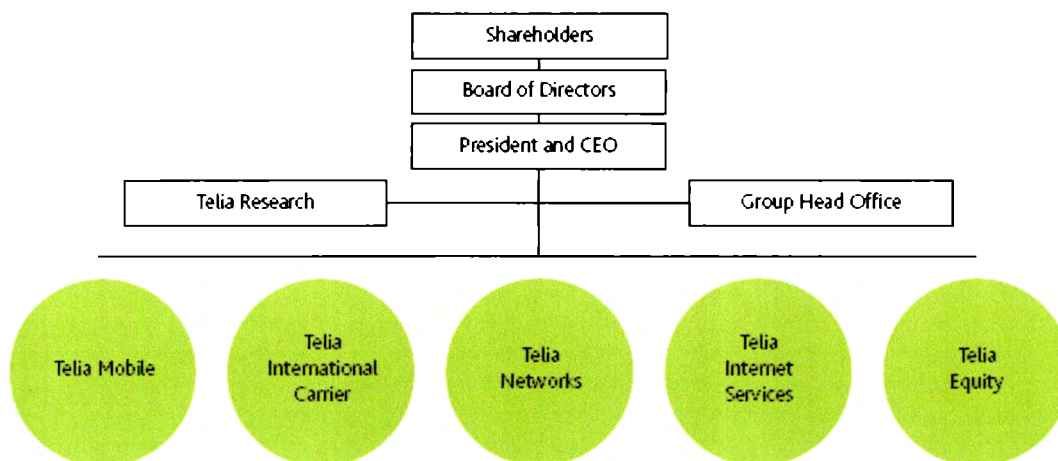 Shareholders
Board of Directors
President and CEO
Telia Research
Group Head Office
Telia Mobile
Telia
International
Carrier
Telia
Networks
Telia
Internet
Services
Telia
Equity